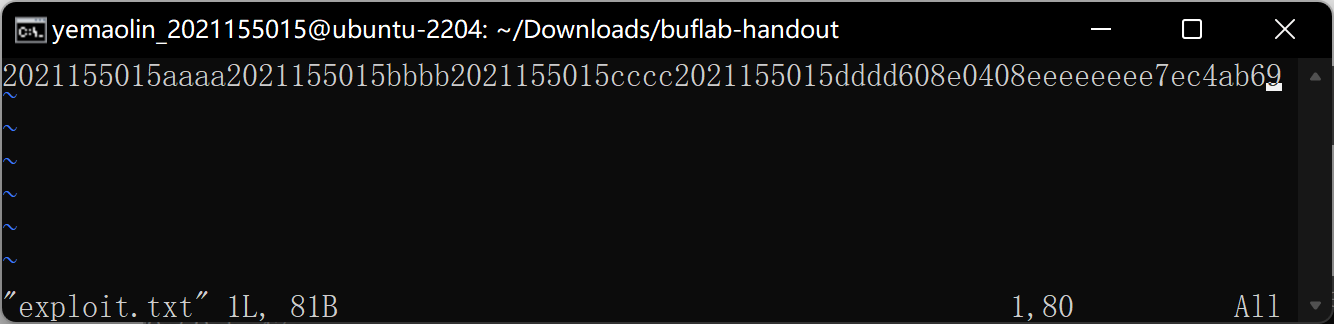 yemaolin_2021155015@ubuntu-2204: ~/Downloads/buflab-handout
2021155015aaaa2021155015bbbb2021155015cccc2021155015dddd608e0408eeeeeeee7ec4ab69
~
~
~
~
~
~
"exploit.txt" 1L, 81B 1,80 All